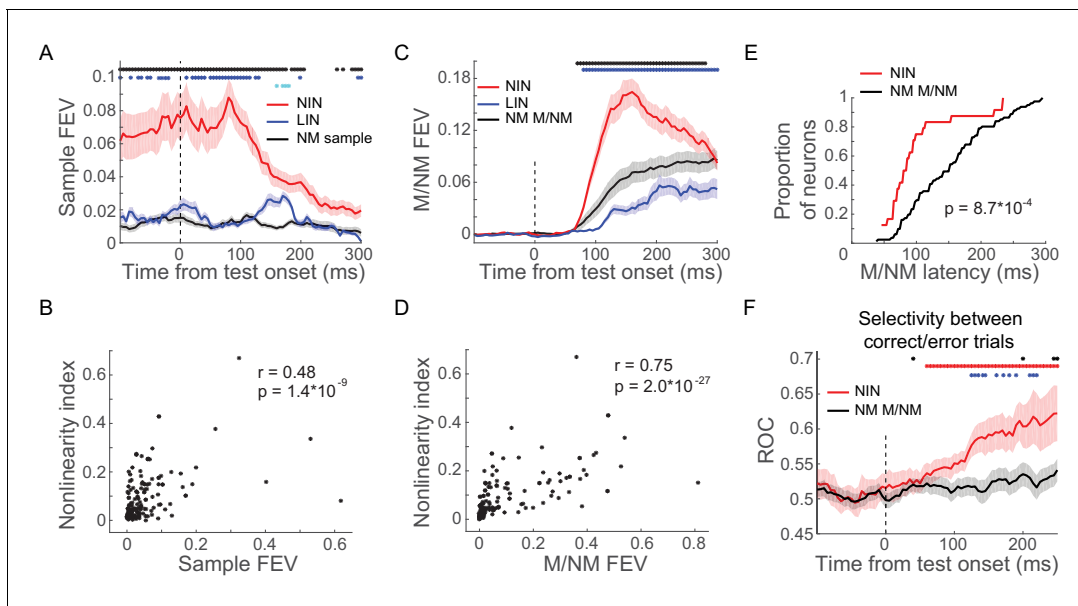 A
0.1
0.08
0.06
0.04
0.02
0
Sample FEV
NIN
LIN
NM sample
0
100
200
300
Time from test onset (ms)
C
0.18
0.12
0.06
0
M/NM FEV
NIN
LIN
NM M/NM
0
100
200
300
Time from test onset (ms)
E
NIN
NM M/NM
1
0.8
0.6
0.4
0.2
Proportion
of neurons
p = 8.7*10-4
0
100
200
300
M/NM latency (ms)
B
0.6
0.4
0.2
0
Nonlinearity index
r = 0.48
p = 1.4*10-9
0
0.2
0.4
0.6
Sample FEV
D
0.6
0.4
0.2
0
Nonlinearity index
r = 0.75
p = 2.0*10-27
0
0.2
0.4
0.6
0.8
M/NM FEV
F
Selectivity between
correct/error trials
0.7
0.65
0.6
0.55
0.5
0.45
ROC
NIN
NM M/NM
0
100
200
Time from test onset (ms)